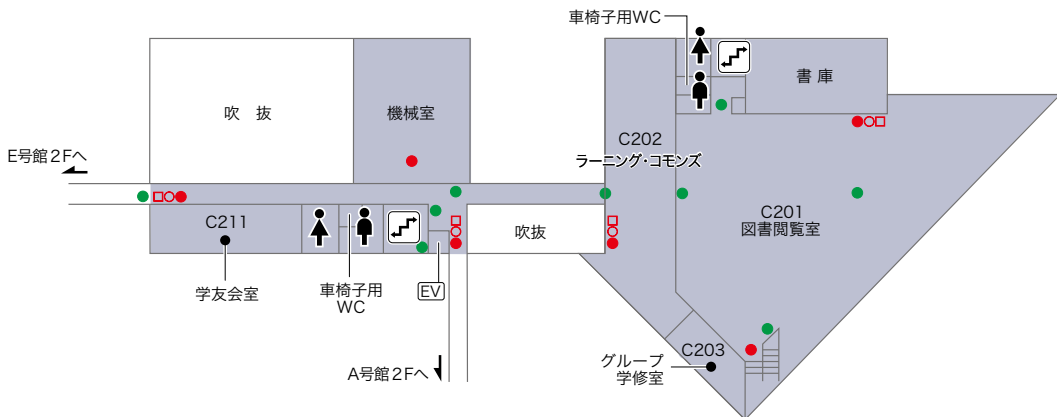 車椅子用WC
書 庫
吹 抜
機械室
C202
ラーニング・コモンズ
E号館2Fへ
C211
C201
図書閲覧室
吹抜
EV
学友会室
車椅子用
WC
C203
グループ
学修室
A号館2Fへ